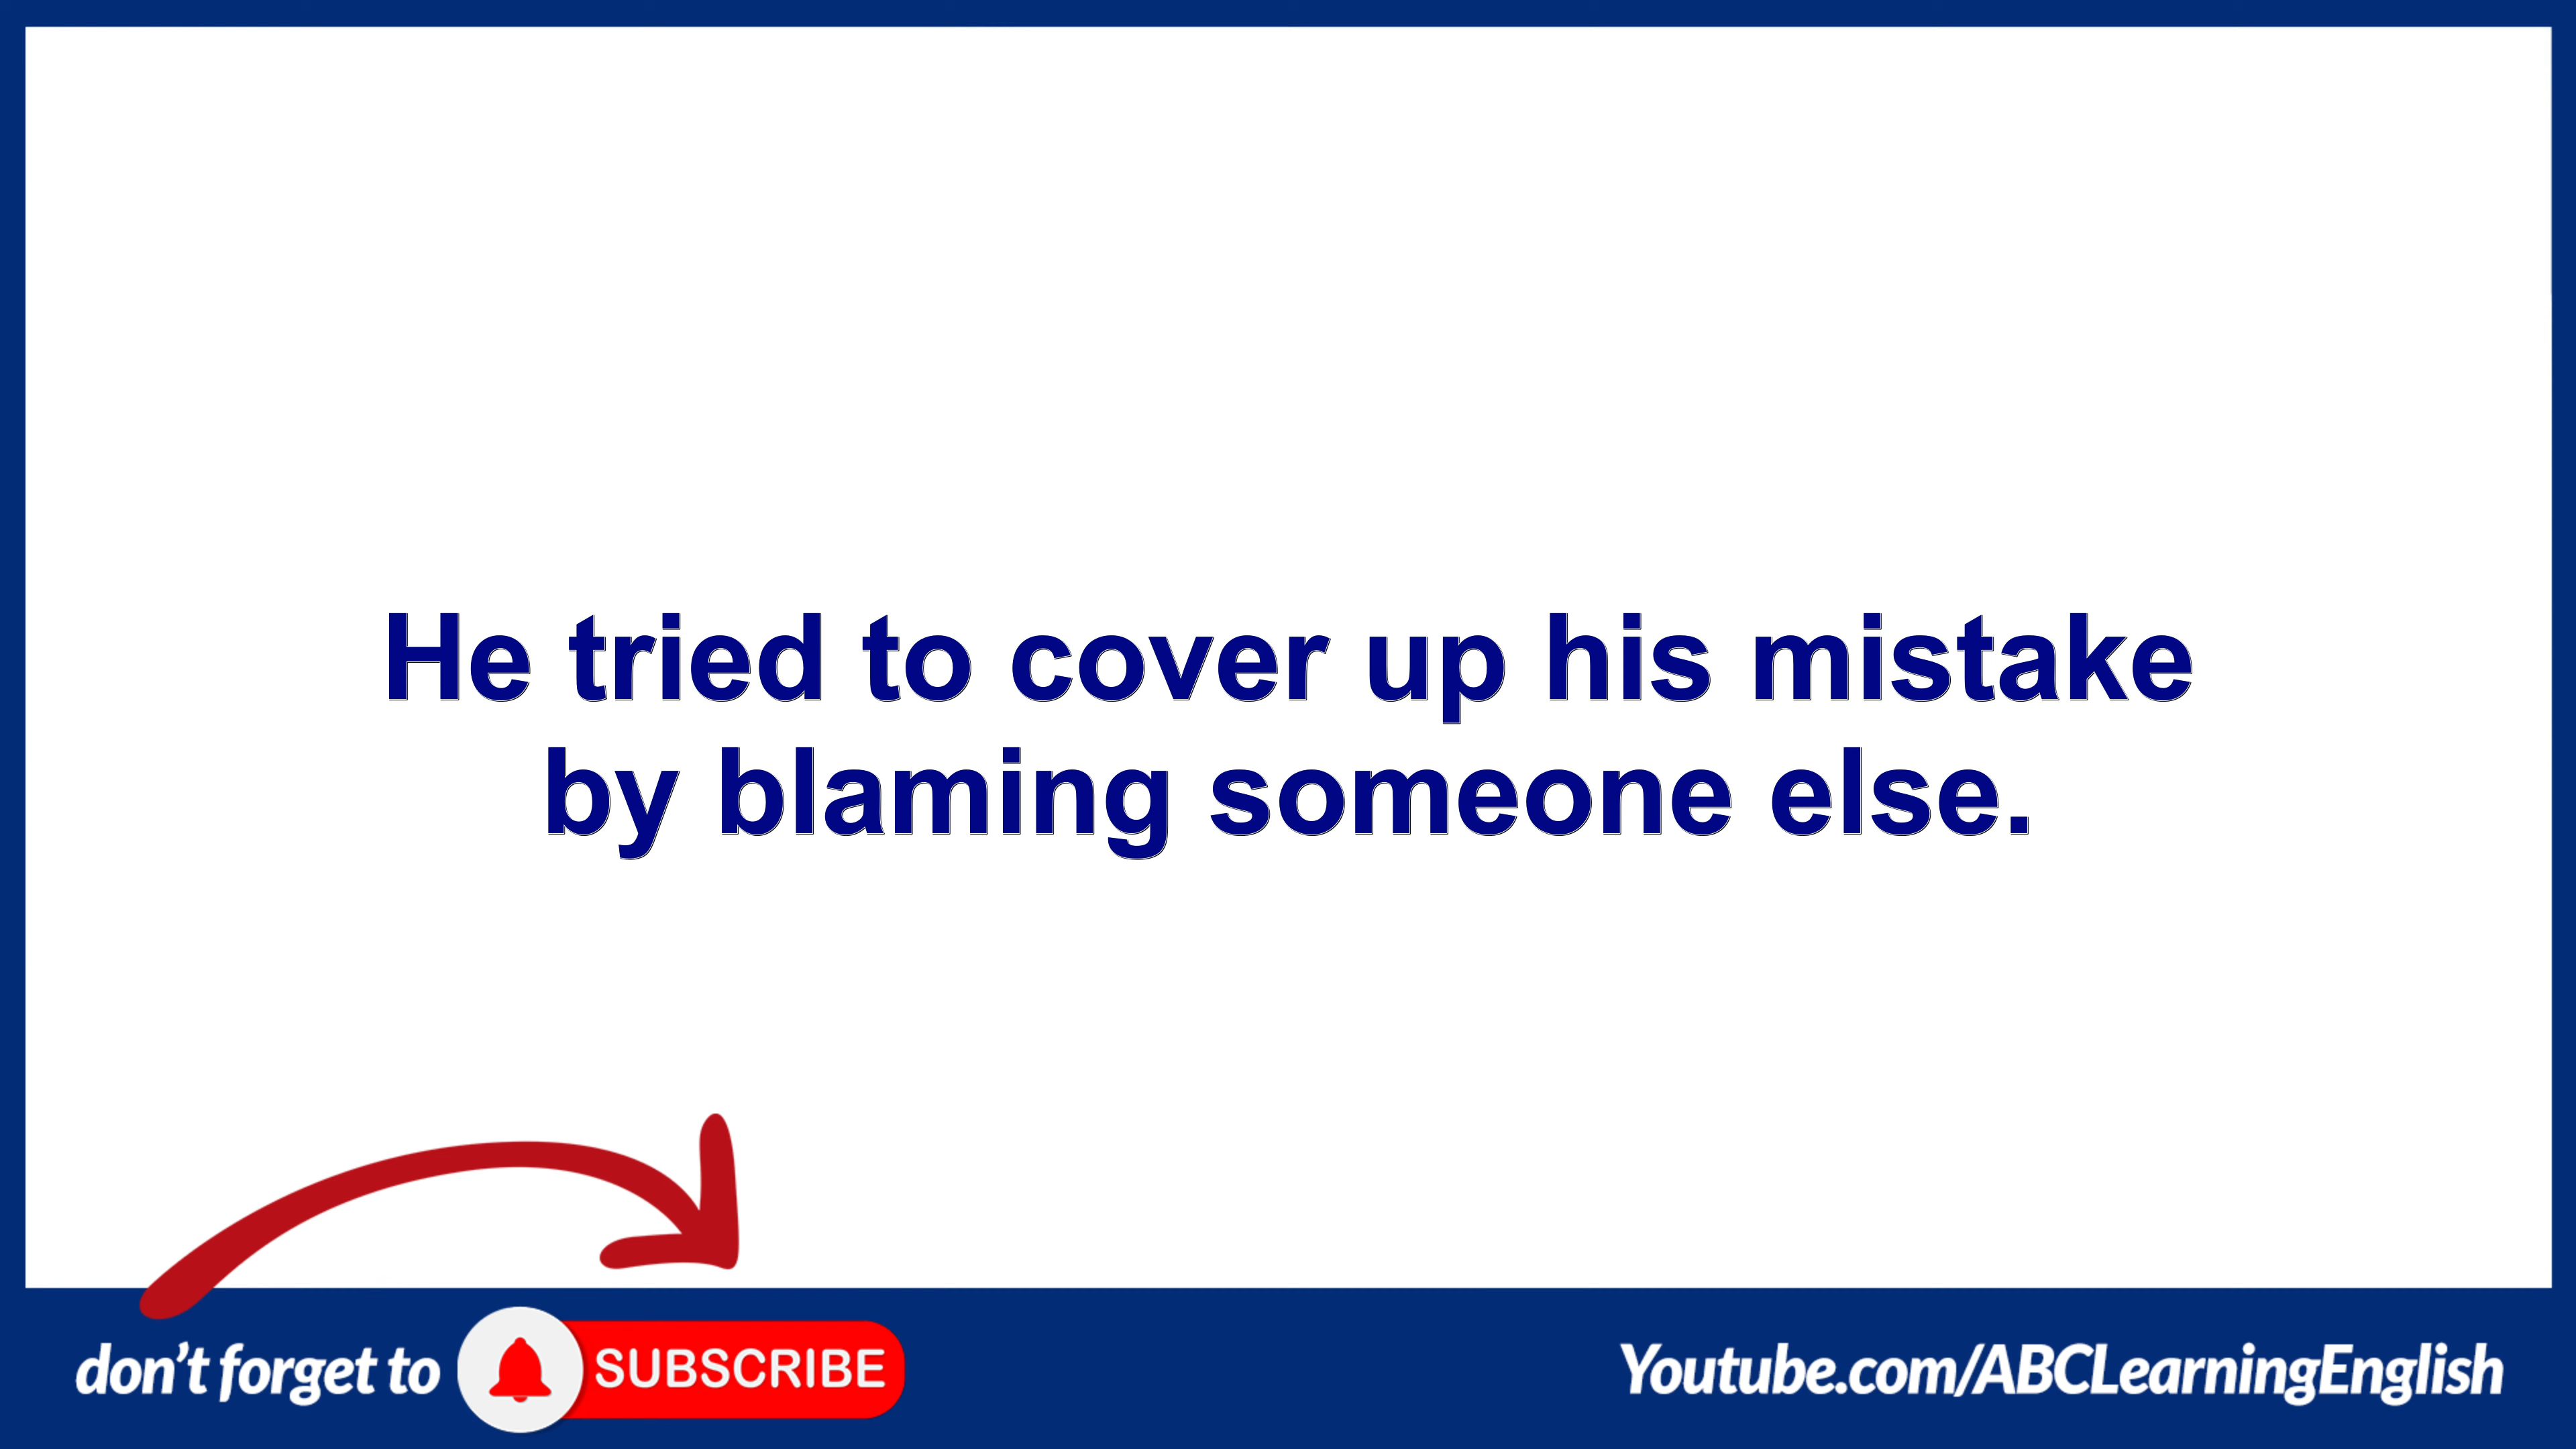 He tried to cover up his mistake
by blaming someone else.
don't forget to SUBSCRIBE
Youtube.com/ABCLearningEnglish